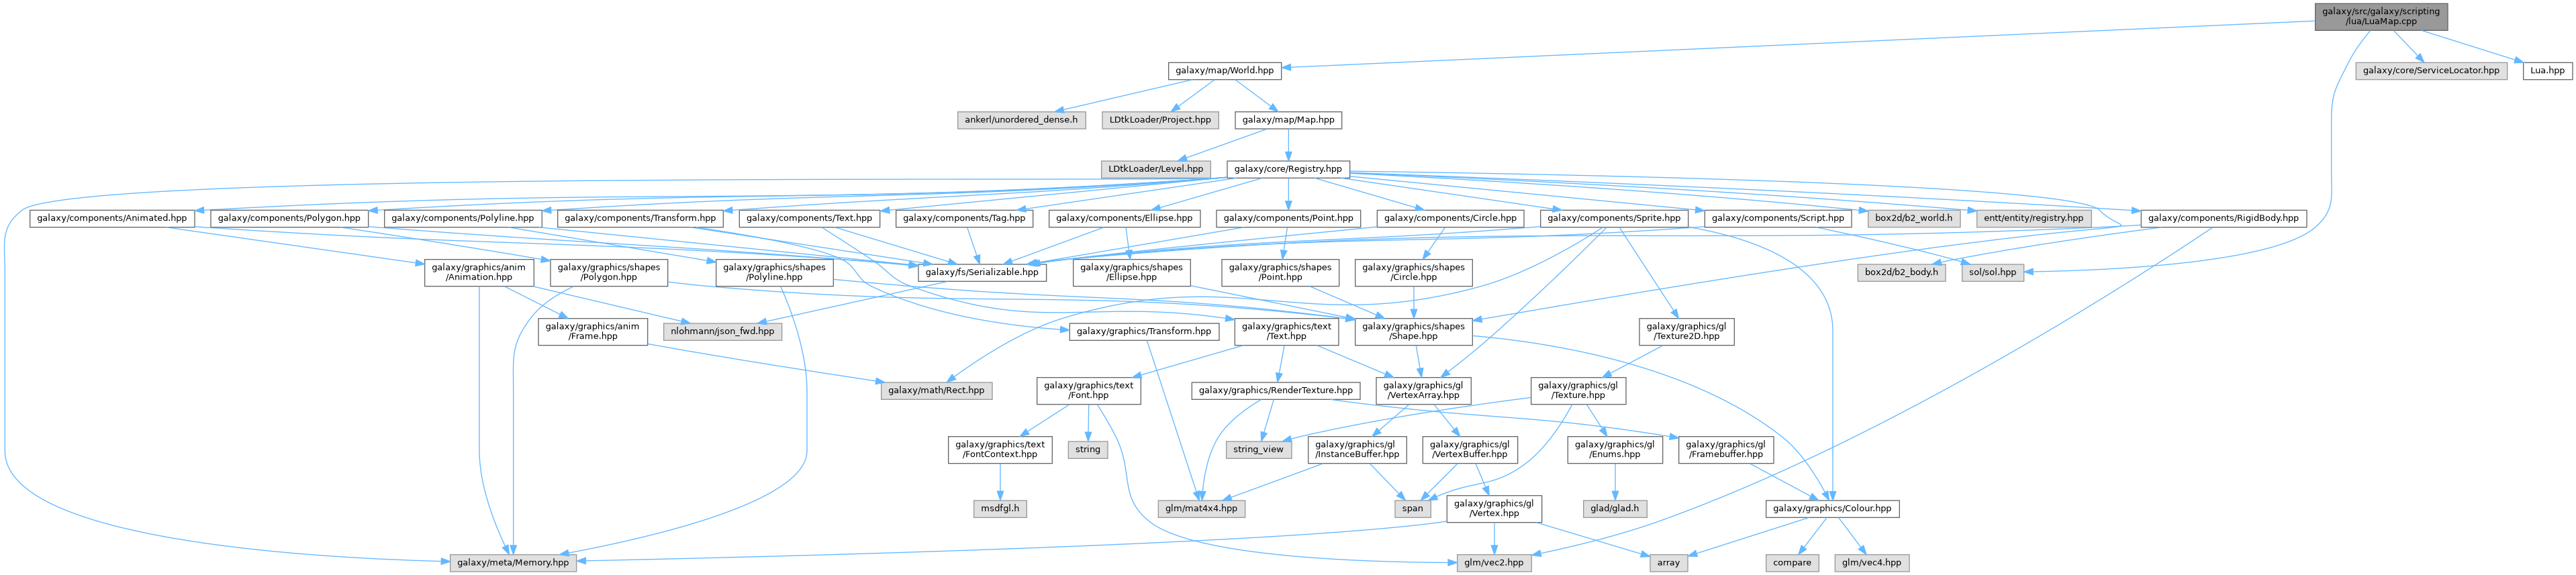 galaxy/src/galaxy/scripting
/lua/LuaMap.cpp
galaxy/map/World.hpp
galaxy/core/ServiceLocator.hpp
Lua.hpp
ankerl/unordered_dense.h
LDtkLoader/Project.hpp
galaxy/map/Map.hpp
LDtkLoader/Level.hpp
galaxy/core/Registry.hpp
galaxy/components/Animated.hpp
galaxy/components/Polygon.hpp
galaxy/components/Polyline.hpp
galaxy/components/Transform.hpp
galaxy/components/Text.hpp
galaxy/components/Tag.hpp
galaxy/components/Ellipse.hpp
galaxy/components/Point.hpp
galaxy/components/Circle.hpp
galaxy/components/Sprite.hpp
galaxy/components/Script.hpp
box2d/b2_world.h
entt/entity/registry.hpp
galaxy/components/RigidBody.hpp
galaxy/graphics/anim
/Animation.hpp
galaxy/graphics/shapes
/Polygon.hpp
galaxy/graphics/shapes
/Polyline.hpp
galaxy/fs/Serializable.hpp
galaxy/graphics/shapes
/Ellipse.hpp
galaxy/graphics/shapes
/Point.hpp
galaxy/graphics/shapes
/Circle.hpp
box2d/b2_body.h
sol/sol.hpp
galaxy/graphics/anim
/Frame.hpp
nlohmann/json_fwd.hpp
galaxy/graphics/Transform.hpp
galaxy/graphics/text
/Text.hpp
galaxy/graphics/shapes
/Shape.hpp
galaxy/graphics/gl
/Texture2D.hpp
galaxy/math/Rect.hpp
galaxy/graphics/text
/Font.hpp
galaxy/graphics/RenderTexture.hpp
galaxy/graphics/gl
/VertexArray.hpp
galaxy/graphics/gl
/Texture.hpp
galaxy/graphics/text
/FontContext.hpp
string
string_view
galaxy/graphics/gl
/InstanceBuffer.hpp
galaxy/graphics/gl
/VertexBuffer.hpp
galaxy/graphics/gl
/Enums.hpp
galaxy/graphics/gl
/Framebuffer.hpp
msdfgl.h
glm/mat4x4.hpp
span
galaxy/graphics/gl
/Vertex.hpp
glad/glad.h
galaxy/graphics/Colour.hpp
galaxy/meta/Memory.hpp
glm/vec2.hpp
array
compare
glm/vec4.hpp